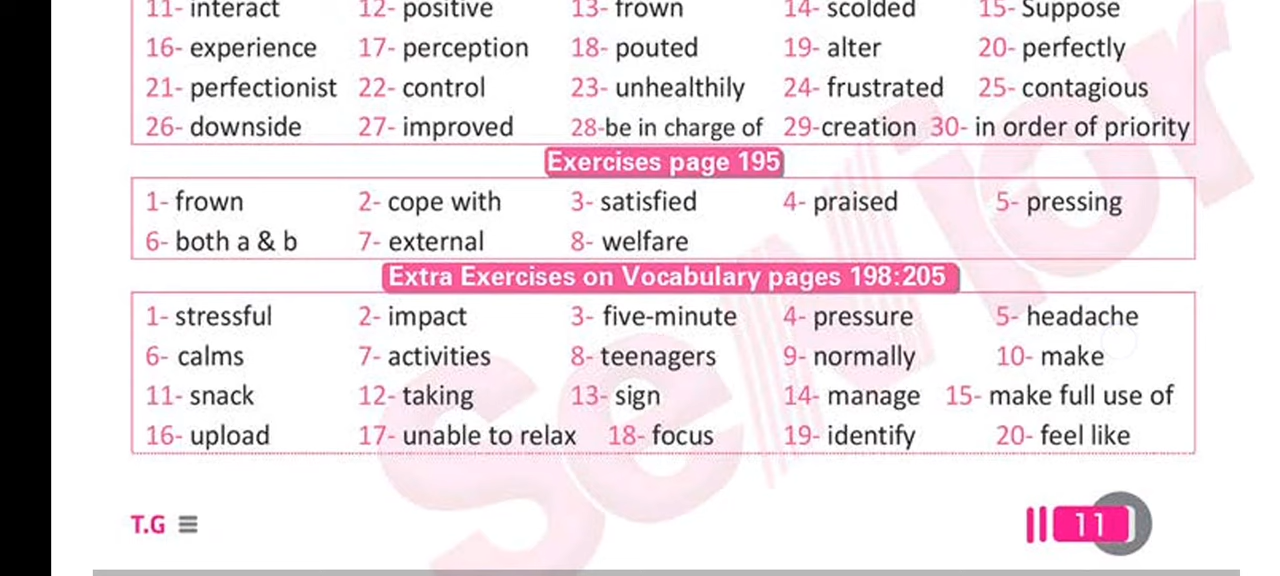 11- interact 12- positive 13- frown 14- scolded 15- Suppose
16- experience 17- perception 18- pouted 19- alter 20- perfectly
21- perfectionist 22- control 23- unhealthily 24- frustrated 25- contagious
26- downside 27- improved 28-be in charge of 29-creation 30- in order of priority
Exercises page 195
1- frown 2- cope with 3- satisfied 4- praised 5- pressing
6- both a & b 7- external 8- welfare
Extra Exercises on Vocabulary pages 198:205
1- stressful 2- impact 3- five-minute 4- pressure 5- headache
6- calms 7- activities 8- teenagers 9- normally 10- make
11- snack 12- taking 13- sign 14- manage 15- make full use of
16- upload 17- unable to relax 18- focus 19- identify 20- feel like
T.G 11
Senior